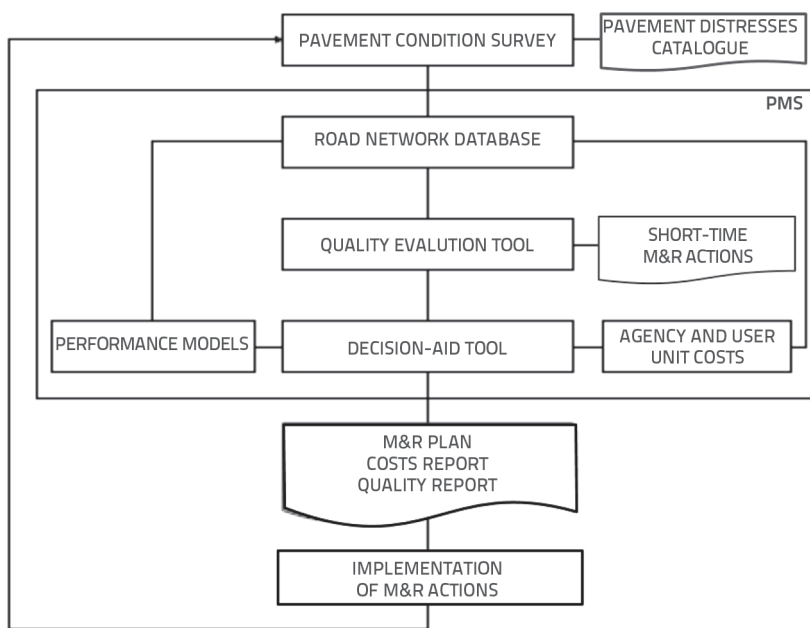 PAVEMENT CONDITION SURVEY
PAVEMENT DISTRESSES
CATALOGUE
PMS
ROAD NETWORK DATABASE
QUALITY EVALUTION TOOL
SHORT-TIME
M&R ACTIONS
PERFORMANCE MODELS
DECISION-AID TOOL
AGENCY AND USER
UNIT COSTS
M&R PLAN
COSTS REPORT
QUALITY REPORT
IMPLEMENTATION
OF M&R ACTIONS